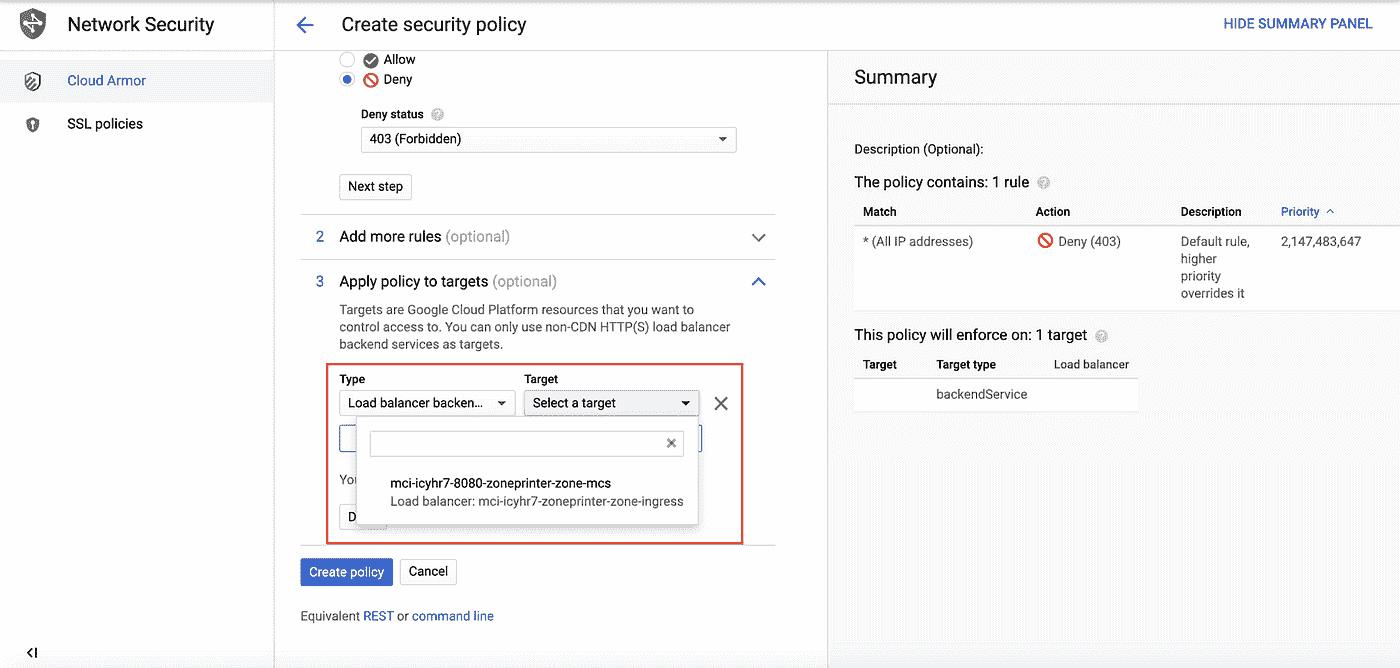 Network Security
Create security policy
HIDE SUMMARY PANEL
Cloud Armor
SSL policies
Allow
Deny
Deny status
403 (Forbidden)
Next step
2 Add more rules (optional)
3 Apply policy to targets (optional)
Targets are Google Cloud Platform resources that you want to
control access to. You can only use non-CDN HTTP(S) load balancer
backend services as targets.
Type Target
Load balancer backen... Select a target
mci-icyhr7-8080-zoneprinter-zone-mcs
Load balancer: mci-icyhr7-zoneprinter-zone-ingress
Create policy Cancel
Equivalent REST or command line
Summary
Description (Optional):
The policy contains: 1 rule
Match Action Description Priority
* (All IP addresses) Deny (403) Default rule, 2,147,483,647
higher
priority
overrides it
This policy will enforce on: 1 target
Target Target type Load balancer
backendService